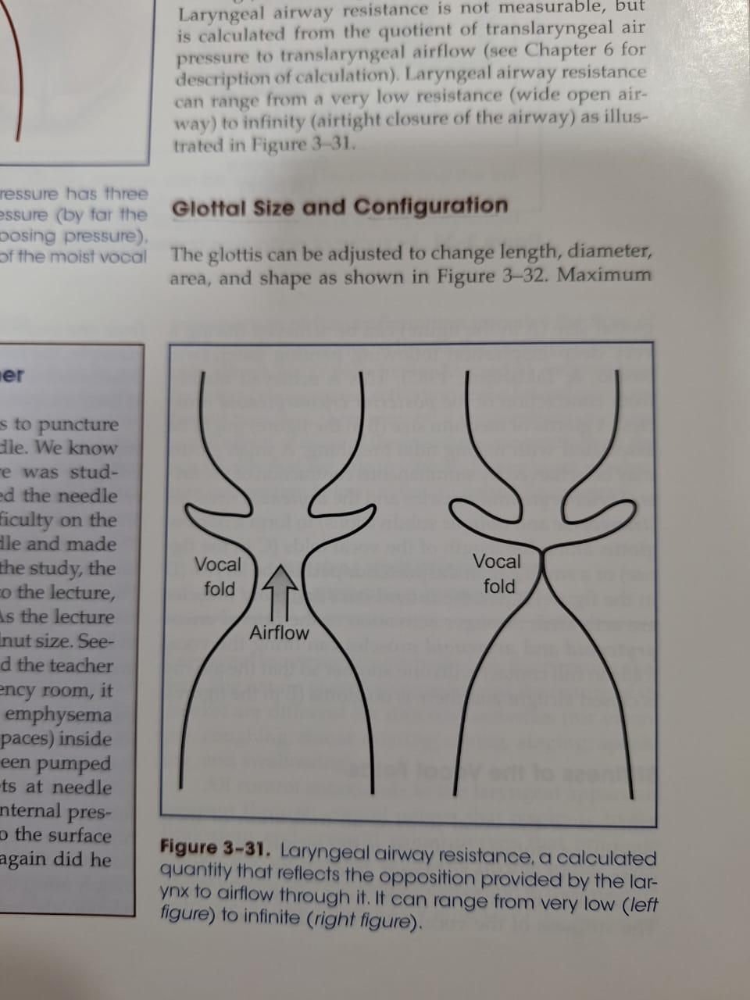 Laryngeal airway resistance is not measurable, but
is calculated from the quotient of translaryngeal air
pressure to translaryngeal airflow (see Chapter 6 for
description of calculation). Laryngeal airway resistance
can range from a very low resistance (wide open air-
way) to infinity (airtight closure of the airway) as illus-
trated in Figure 3–31.
ressure has three
essure (by far the
posing pressure),
of the moist vocal
Glottal Size and Configuration
The glottis can be adjusted to change length, diameter,
area, and shape as shown in Figure 3–32. Maximum
er
s to puncture
dle. We know
e was stud-
ed the needle
ficulty on the
dle and made
the study, the
o the lecture,
As the lecture
lnut size. See-
d the teacher
ency room, it
emphysema
paces) inside
een pumped
ts at needle
nternal pres-
o the surface
again did he
Vocal
fold
Airflow
Vocal
fold
Figure 3–31. Laryngeal airway resistance, a calculated
quantity that reflects the opposition provided by the lar-
ynx to airflow through it. It can range from very low (left
figure) to infinite (right figure).